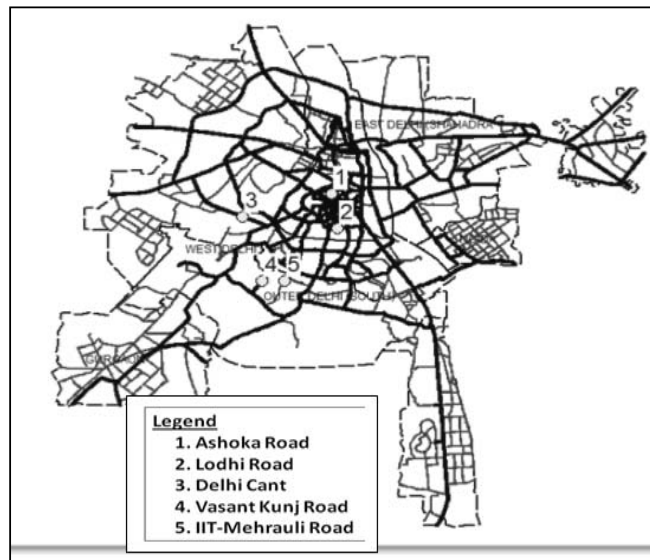 EAST DELHI (SHAHADRA
1
2
3
WEST DELHI
4 5
OUTER DELHI (SOUTH)
Legend
1. Ashoka Road
2. Lodhi Road
3. Delhi Cant
4. Vasant Kunj Road
5. IIT-Mehrauli Road